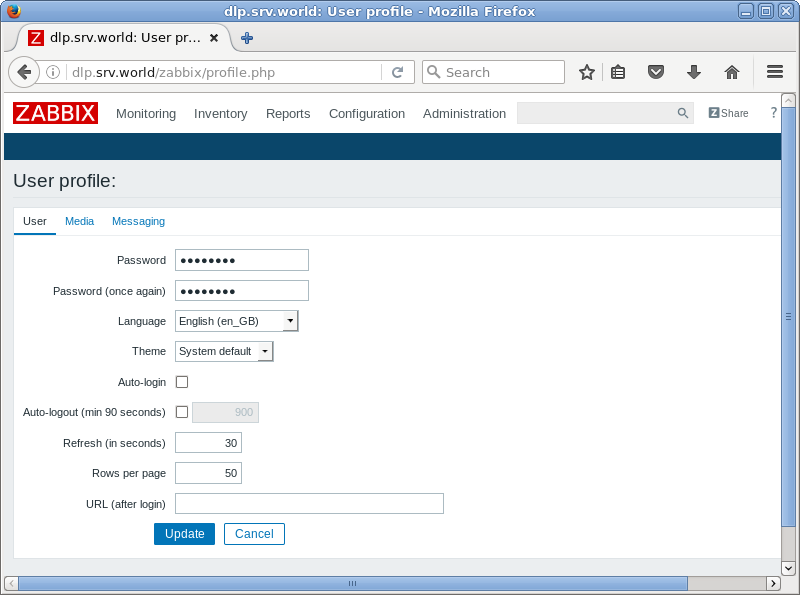 dlp.srv.world: User profile - Mozilla Firefox
Z dlp.srv.world: User pr...
dlp.srv.world/zabbix/profile.php
Search
ZABBIX Monitoring Inventory Reports Configuration Administration Z Share ?
User profile:
User Media Messaging
Password ●●●●●●●●
Password (once again) ●●●●●●●●
Language English (en_GB)
Theme System default
Auto-login
Auto-logout (min 90 seconds) 900
Refresh (in seconds) 30
Rows per page 50
URL (after login)
Update Cancel